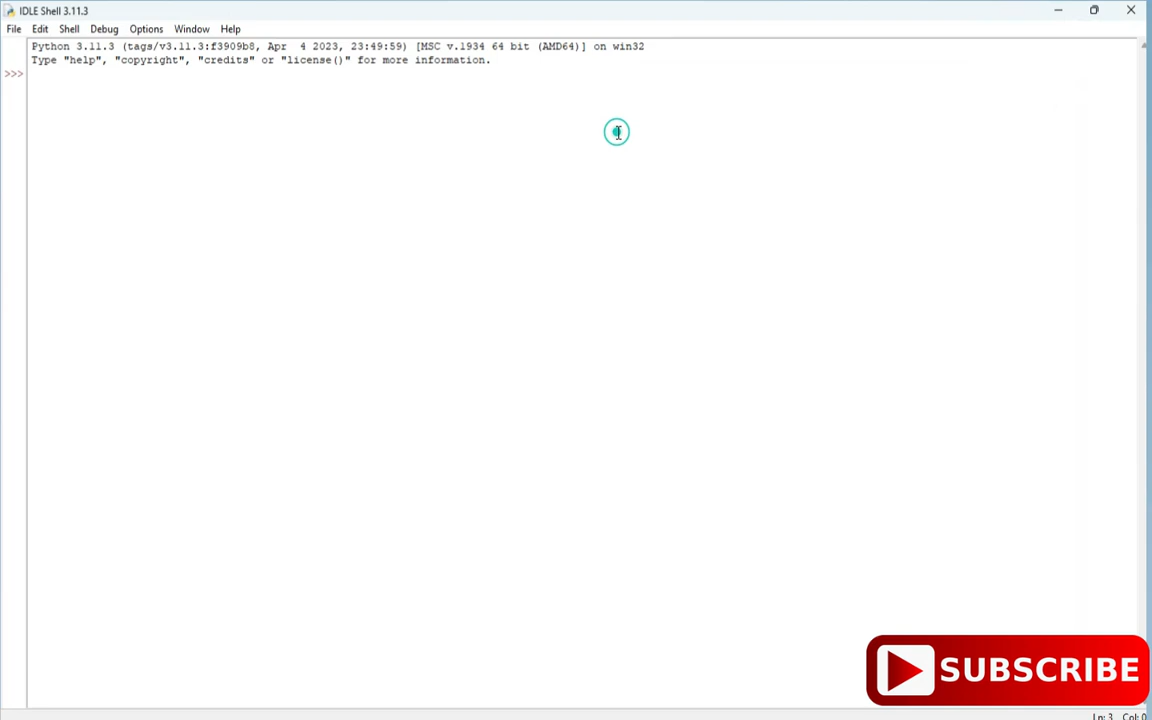 IDLE Shell 3.11.3
File Edit Shell Debug Options Window Help
Python 3.11.3 (tags/v3.11.3:f3909b8, Apr  4 2023, 23:49:59) [MSC v.1934 64 bit (AMD64)] on win32
Type "help", "copyright", "credits" or "license()" for more information.
>>>
SUBSCRIBE
Ln: 3 Col: 0